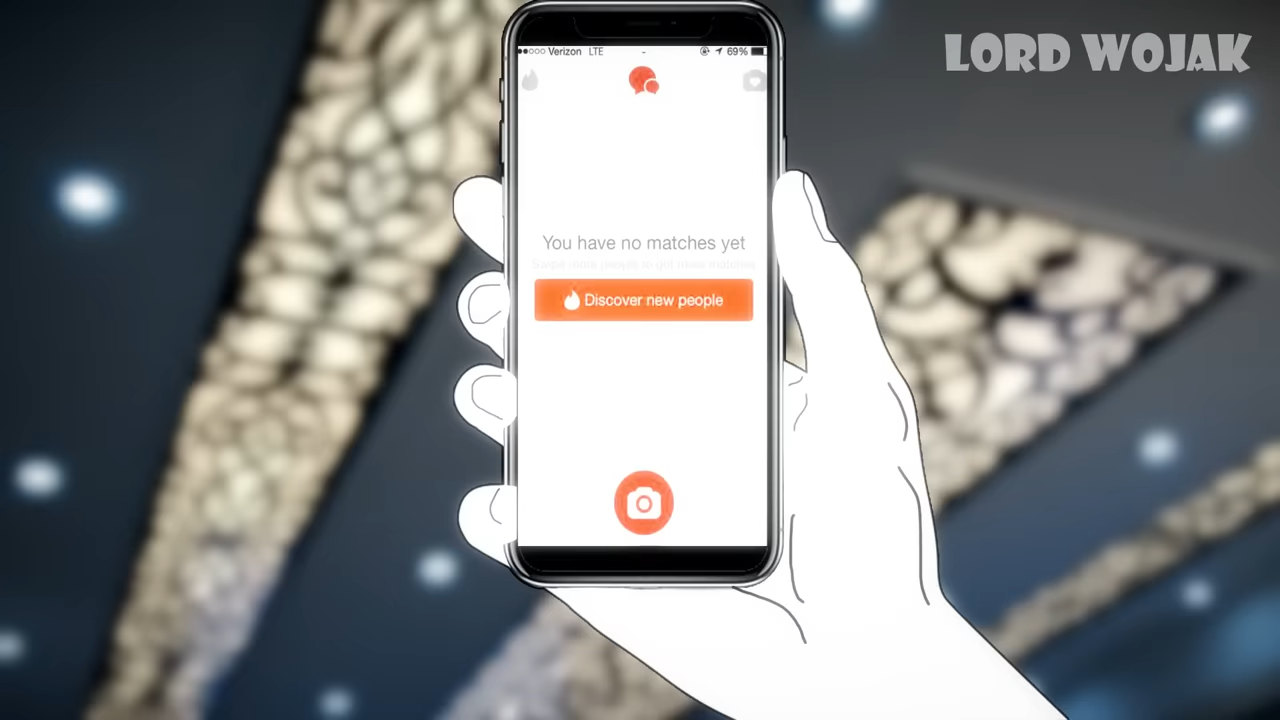 LORD WOJAK
Verizon LTE
69%
You have no matches yet
Discover new people